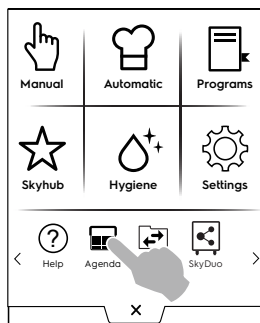 Manual Automatic Programs
Skyhub Hygiene Settings
? Help Agenda SkyDuo
< >
X